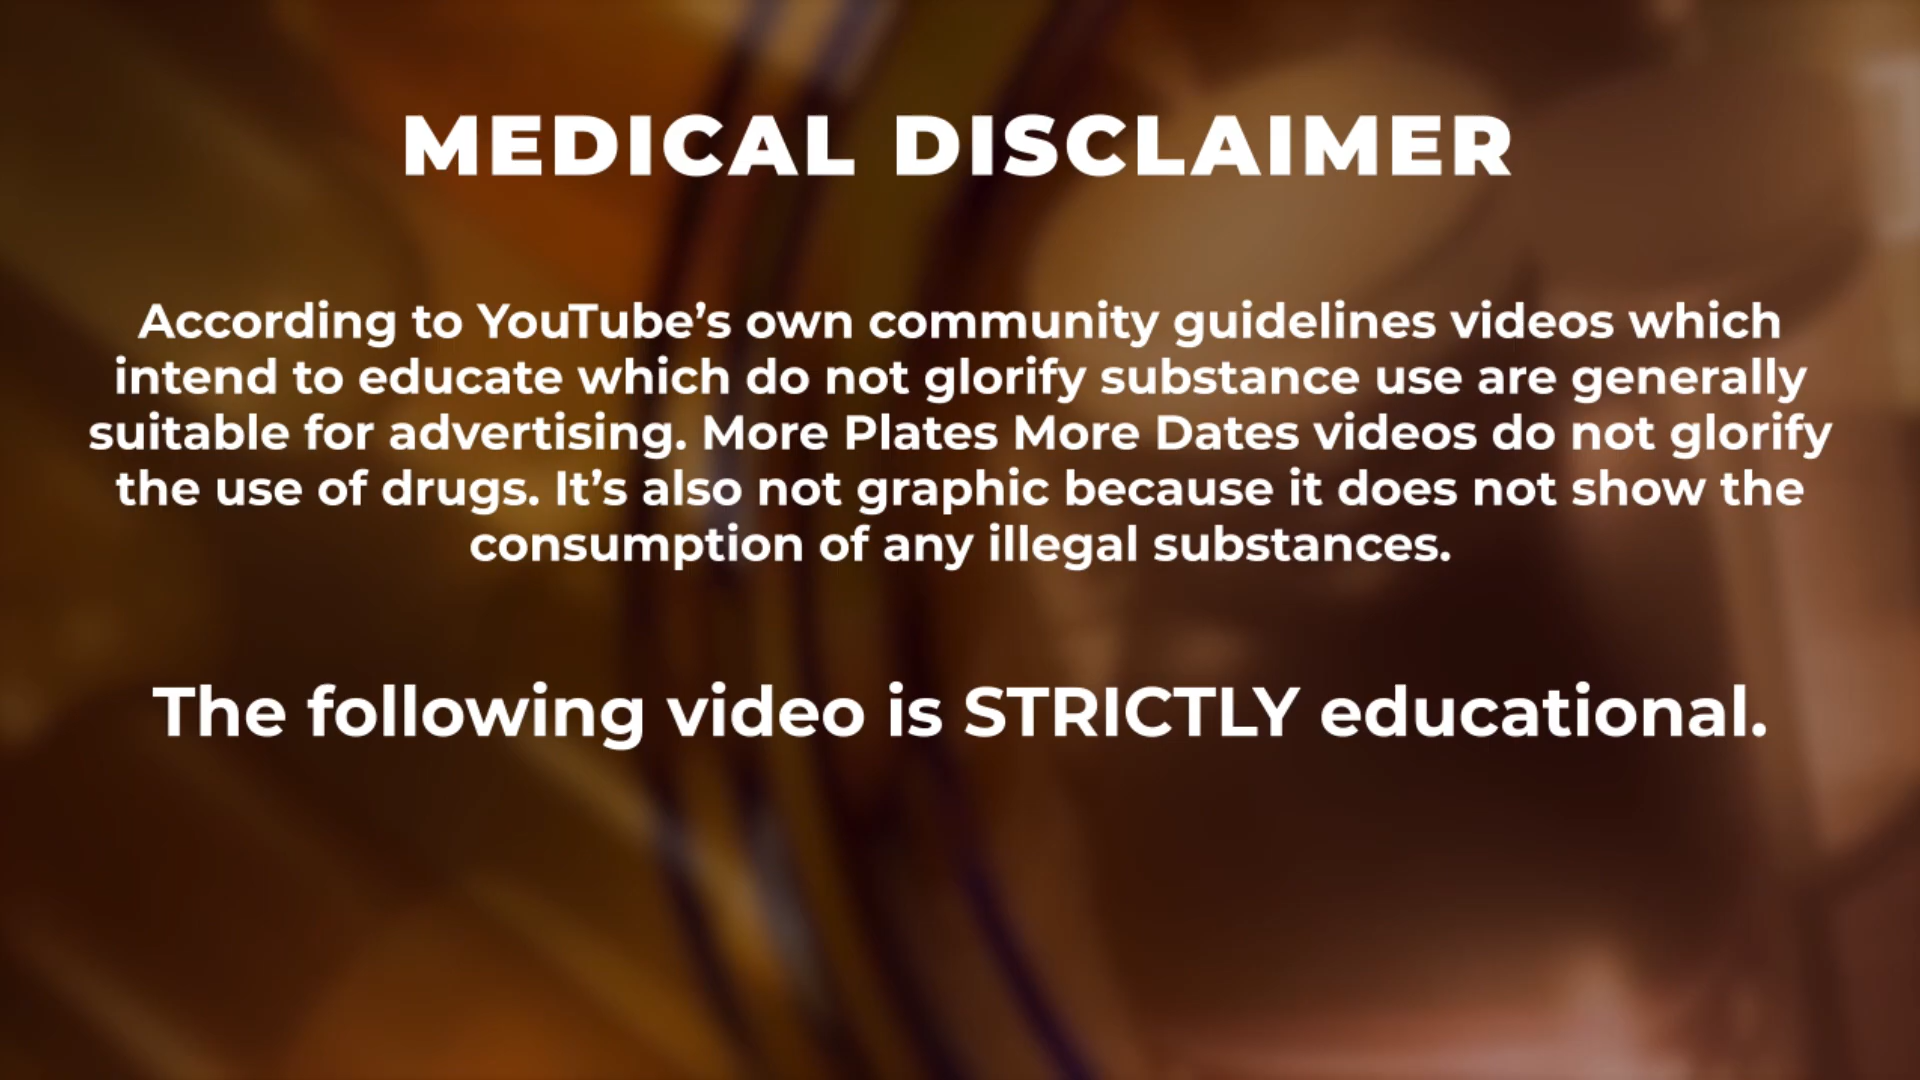 MEDICAL DISCLAIMER
According to YouTube’s own community guidelines videos which
intend to educate which do not glorify substance use are generally
suitable for advertising. More Plates More Dates videos do not glorify
the use of drugs. It’s also not graphic because it does not show the
consumption of any illegal substances.
The following video is STRICTLY educational.